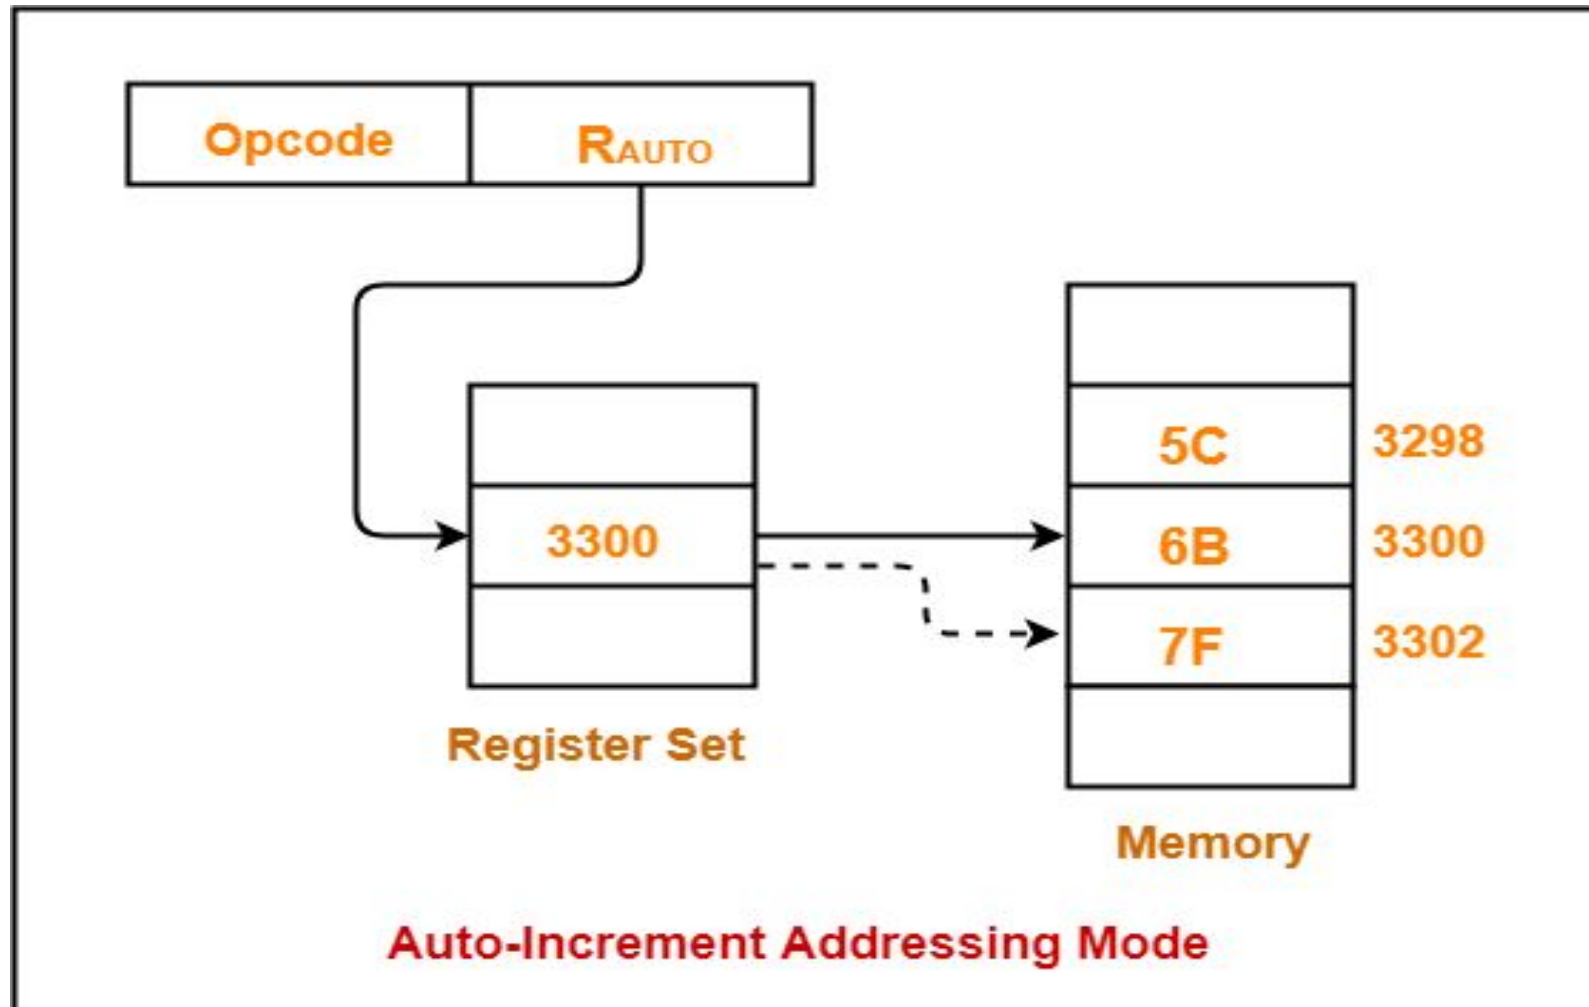 Opcode RAUTO
5C 3298
3300 6B 3300
7F 3302
Register Set
Memory
Auto-Increment Addressing Mode